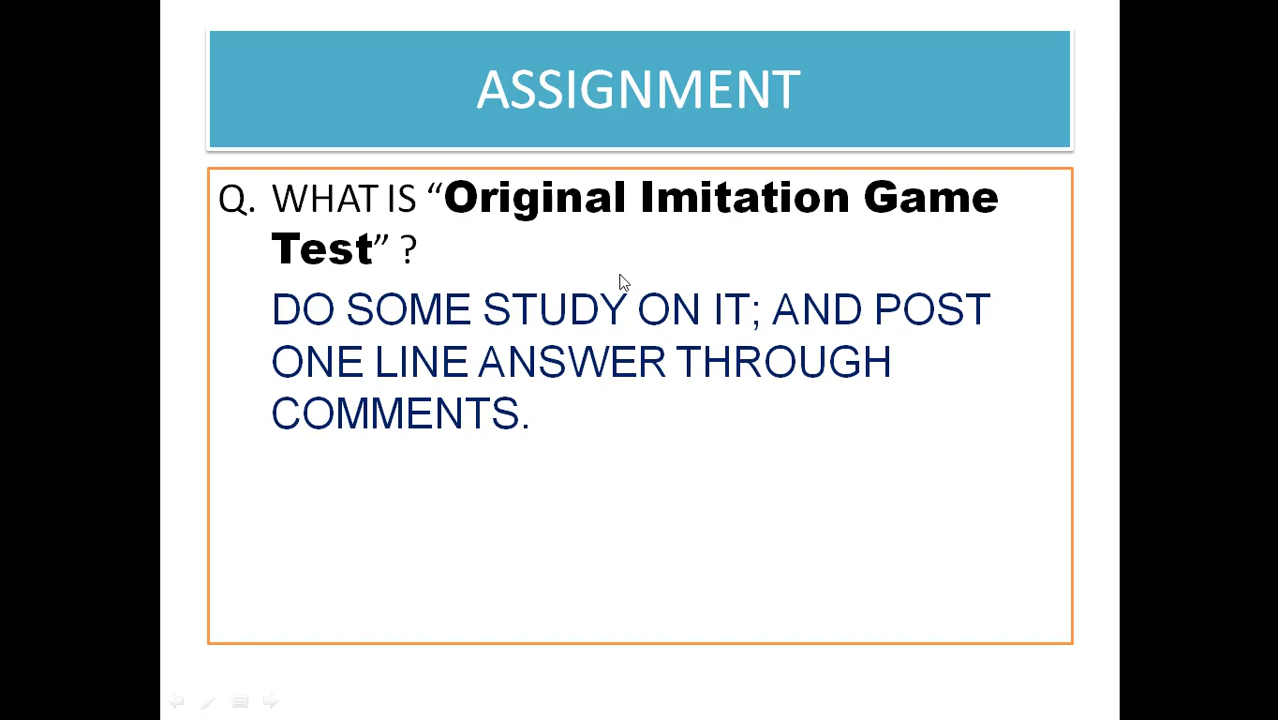 ASSIGNMENT
Q. WHAT IS “Original Imitation Game
Test” ?
DO SOME STUDY ON IT; AND POST
ONE LINE ANSWER THROUGH
COMMENTS.